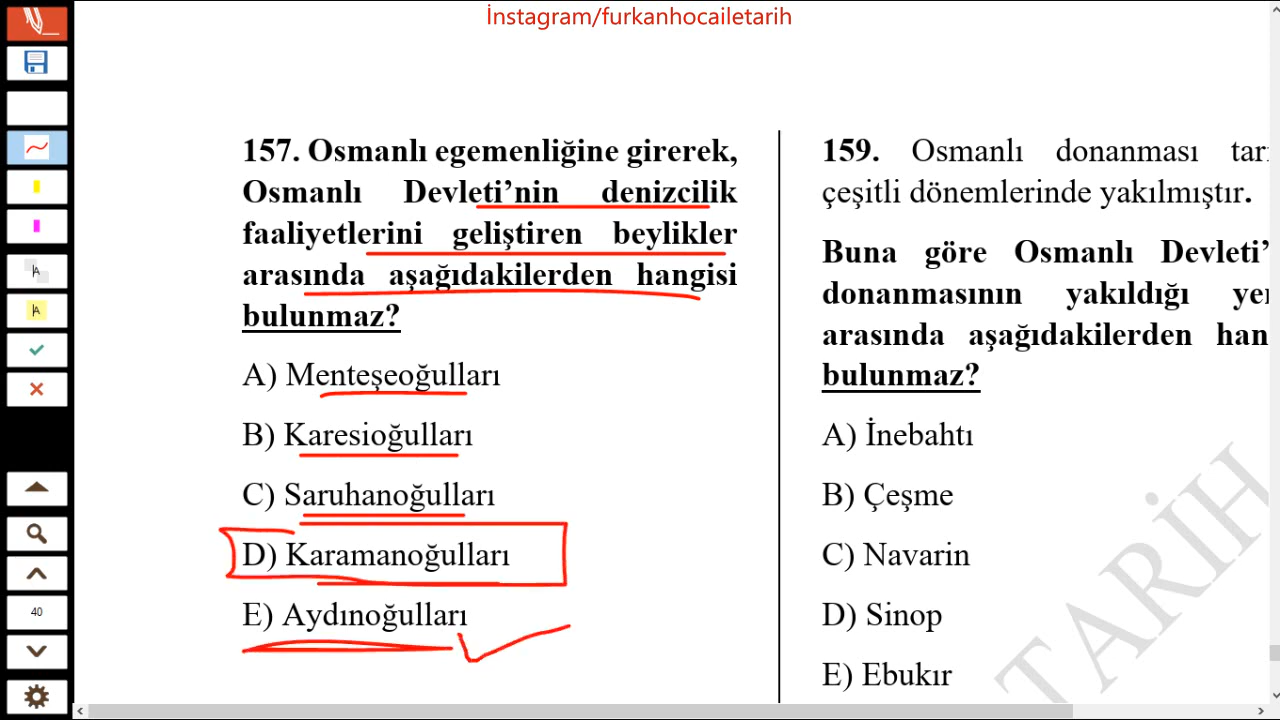 İnstagram/furkanhocailetarih
157. Osmanlı egemenliğine girerek,
Osmanlı Devleti’nin denizcilik
faaliyetlerini geliştiren beylikler
arasında aşağıdakilerden hangisi
bulunmaz?
A) Menteşeoğulları
B) Karesioğulları
C) Saruhanoğulları
D) Karamanoğulları
E) Aydınoğulları
159. Osmanlı donanması
çeşitli dönemlerinde yakılmıştır.
Buna göre Osmanlı Devleti’
donanmasının yakıldığı
arasında aşağıdakilerden
bulunmaz?
A) İnebahtı
B) Çeşme
C) Navarin
D) Sinop
E) Ebukır
TARİH
A
A
40